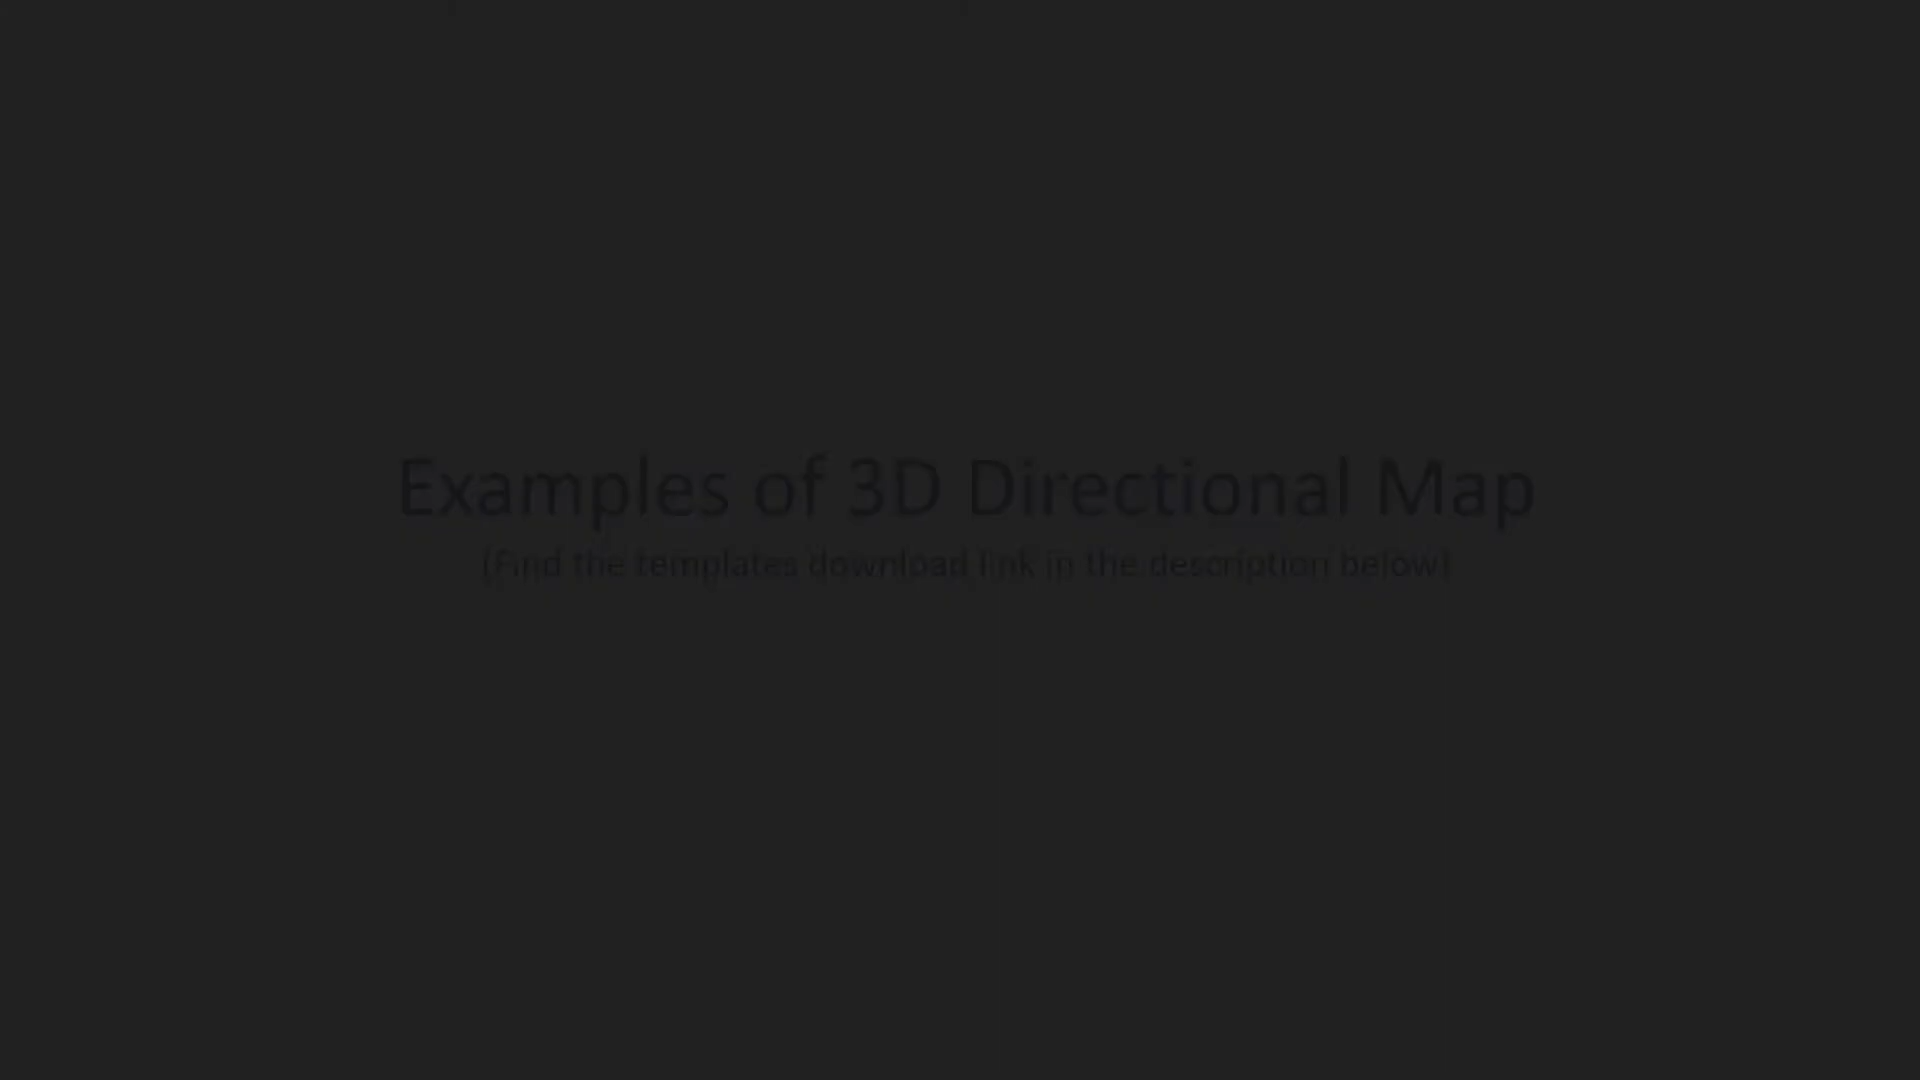 Examples of 3D Directional Map
(Find the templates download link in the description below)